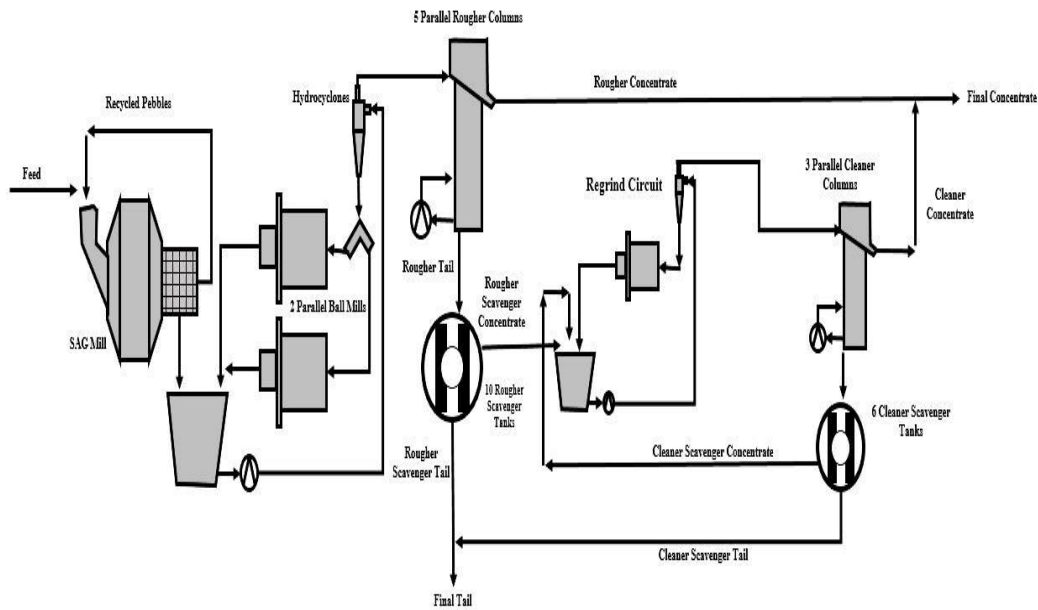 5 Parallel Rougher Columns
Recycled Pebbles
Hydrocyclones
Rougher Concentrate
Final Concentrate
Feed
3 Parallel Cleaner
Columns
Regrind Circuit
Cleaner
Concentrate
Rougher Tail
Rougher
Scavenger
Concentrate
2 Parallel Ball Mills
SAG Mill
10 Rougher
Scavenger
Tanks
6 Cleaner Scavenger
Tanks
Rougher
Scavenger Tail
Cleaner Scavenger Concentrate
Cleaner Scavenger Tail
Final Tail